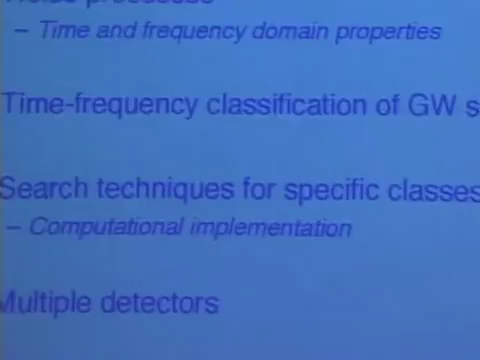 – Time and frequency domain properties
Time-frequency classification of GW s
Search techniques for specific classes
– Computational implementation
Multiple detectors